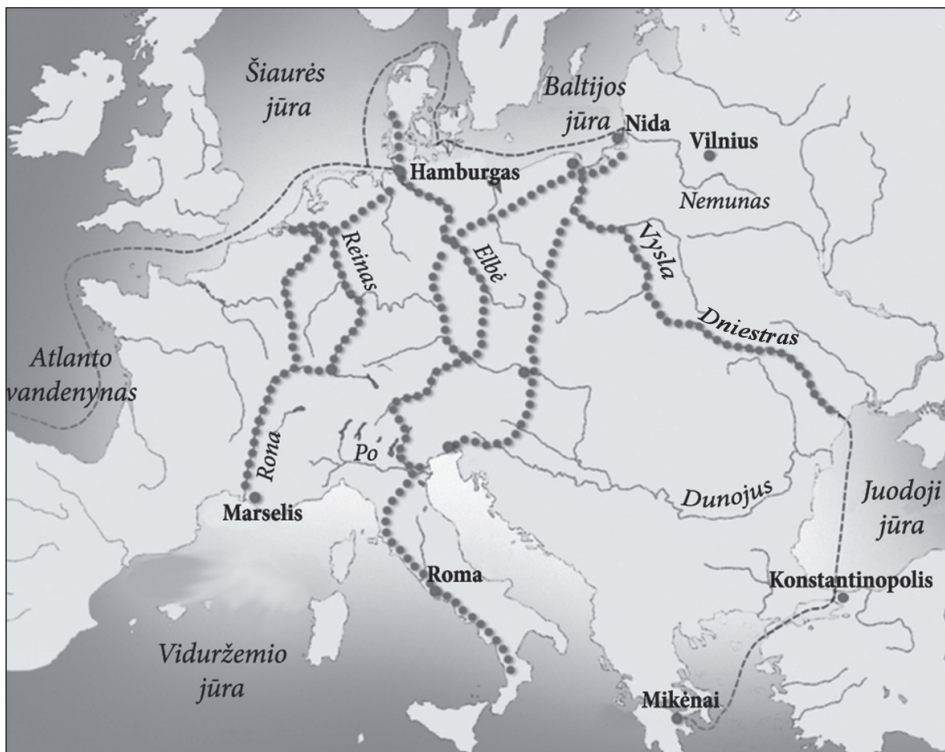 Šiaurės
jūra
Baltijos
jūra
Nida
Vilnius
Hamburgas
Nemunas
Reinas
Elbė
Vysla
Dniestras
Atlanto
vandenynas
Rona
Po
Marselis
Dunojus
Juodoji
jūra
Roma
Konstantinopolis
Viduržemio
jūra
Mikėnai